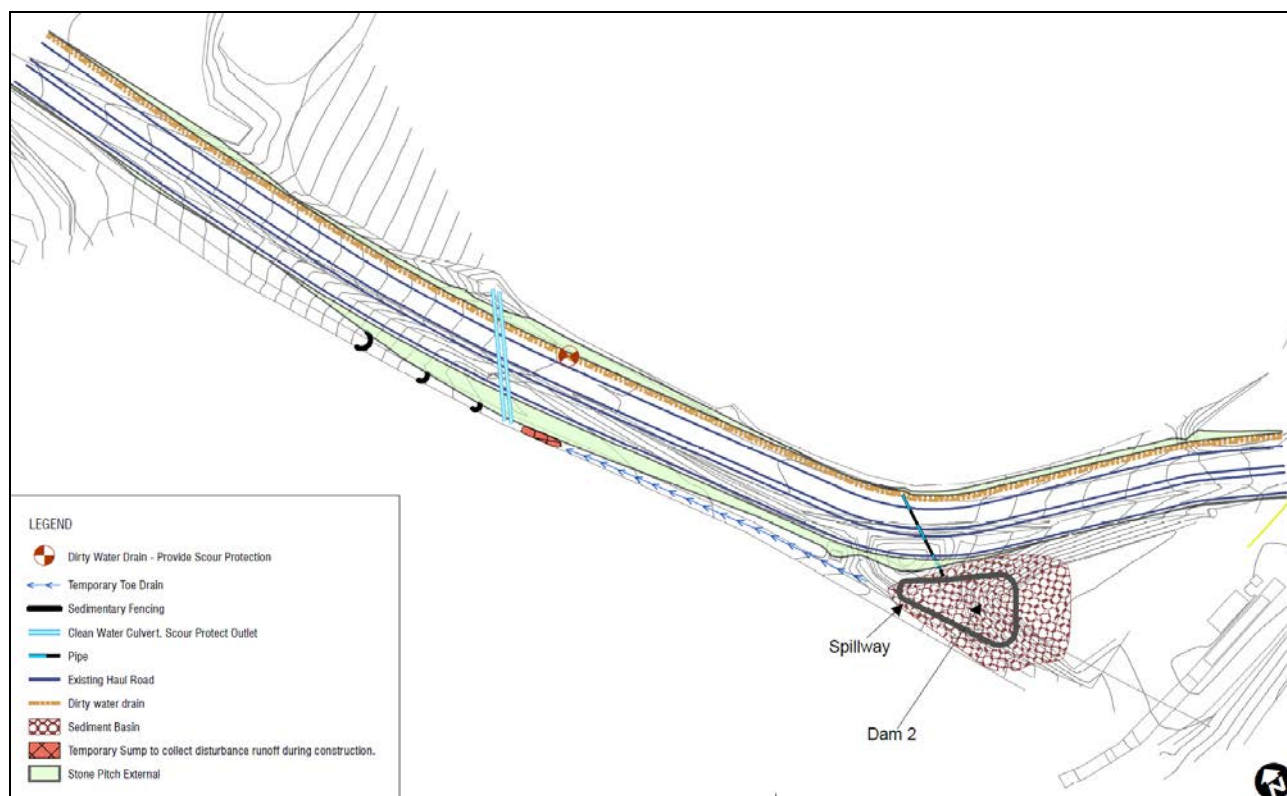 Spillway
Dam 2
LEGEND
Dirty Water Drain - Provide Scour Protection
Temporary Toe Drain
Sedimentary Fencing
Clean Water Culvert. Scour Protect Outlet
Pipe
Existing Haul Road
Dirty water drain
Sediment Basin
Temporary Sump to collect disturbance runoff during construction.
Stone Pitch External
N